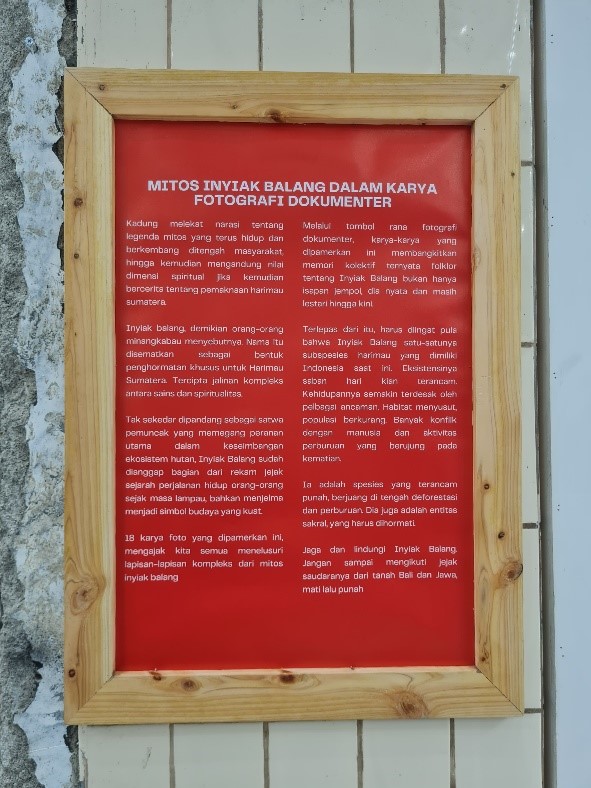 MITOS INYIAK BALANG DALAM KARYA
FOTOGRAFI DOKUMENTER
Kadung melekat narasi tentang
legenda mitos yang terus hidup dan
berkembang ditengah masyarakat,
hingga kemudian mengandung nilai
dimensi spiritual jika kemudian
bercerita tentang pemaknaan harimau
sumatera.
Inyiak balang, demikian orang-orang
minangkabau menyebutnya. Nama itu
disematkan sebagai bentuk
penghormatan khusus untuk Harimau
Sumatera. Tercipta jalinan kompleks
antara sains dan spiritualitas.
Tak sekedar dipandang sebagai satwa
pemuncak yang memegang peranan
utama dalam keseimbangan
ekosistem hutan, Inyiak Balang sudah
dianggap bagian dari rekam jejak
sejarah perjalanan hidup orang-orang
sejak masa lampau, bahkan menjelma
menjadi simbol budaya yang kuat.
18 karya foto yang dipamerkan ini,
mengajak kita semua menelusuri
lapisan-lapisan kompleks dari mitos
inyiak balang
Melalui tombol rana fotografi
dokumenter, karya-karya yang
dipamerkan ini membangkitkan
memori kolektif ternyata folklor
tentang Inyiak Balang bukan hanya
isapan jempol, dia nyata dan masih
lestari hingga kini.
Terlepas dari itu, harus diingat pula
bahwa Inyiak Balang satu-satunya
subspesies harimau yang dimiliki
Indonesia saat ini. Eksistensinya
saban hari kian terancam.
Kehidupannya semakin terdesak oleh
pelbagai ancaman. Habitat menyusut,
populasi berkurang. Banyak konflik
dengan manusia dan aktivitas
perburuan yang berujung pada
kematian.
Ia adalah spesies yang terancam
punah, berjuang di tengah deforestasi
dan perburuan. Dia juga adalah entitas
sakral, yang harus dihormati.
Jaga dan lindungi Inyiak Balang.
Jangan sampai mengikuti jejak
saudaranya dari tanah Bali dan Jawa,
mati lalu punah